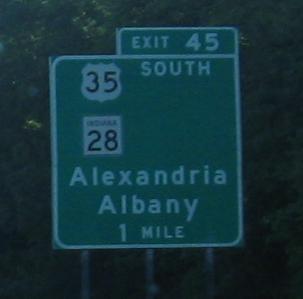 EXIT 45
35 SOUTH
INDIANA
28
Alexandria
Albany
1 MILE